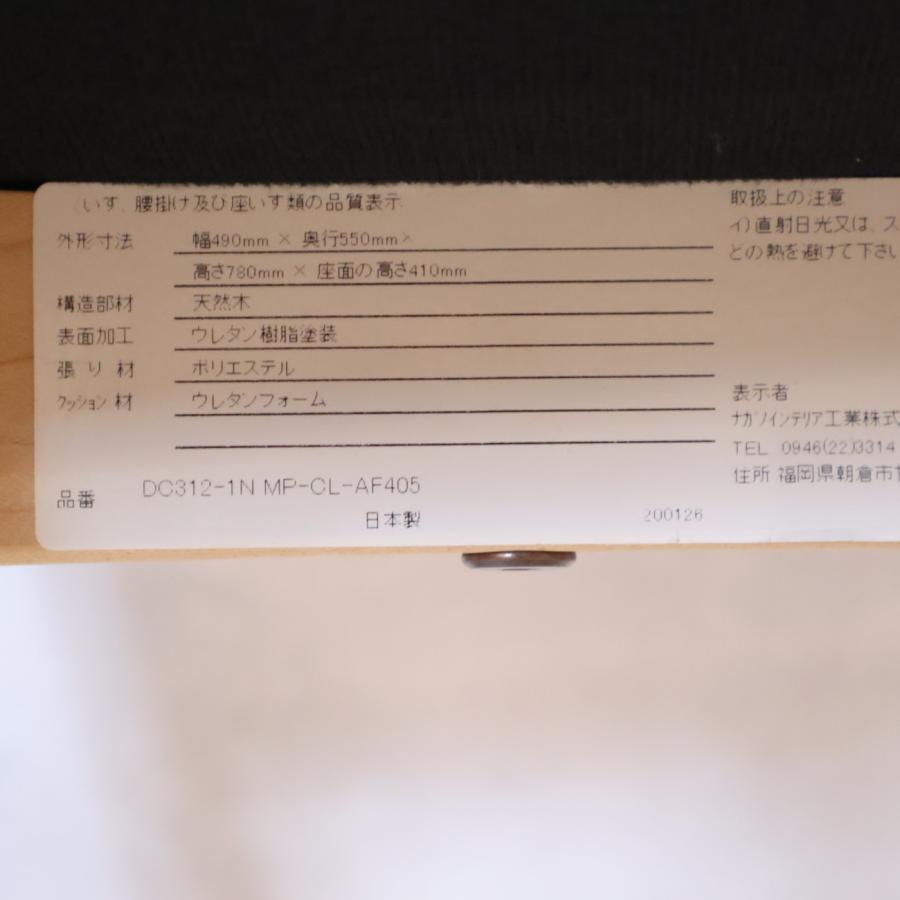 いす、腰掛け及び座いす類の品質表示
外形寸法 幅490mm × 奥行550mm×
高さ780mm × 座面の高さ410mm
構造部材 天然木
表面加工 ウレタン樹脂塗装
張り材 ポリエステル
クッション材 ウレタンフォーム
品番 DC312-1N MP-CL-AF405
日本製 200126
取扱上の注意
イ)直射日光又は、ス
どの熱を避けて下さい
表示者
ナガノインテリア工業株式
TEL 0946(22)3314
住所 福岡県朝倉市